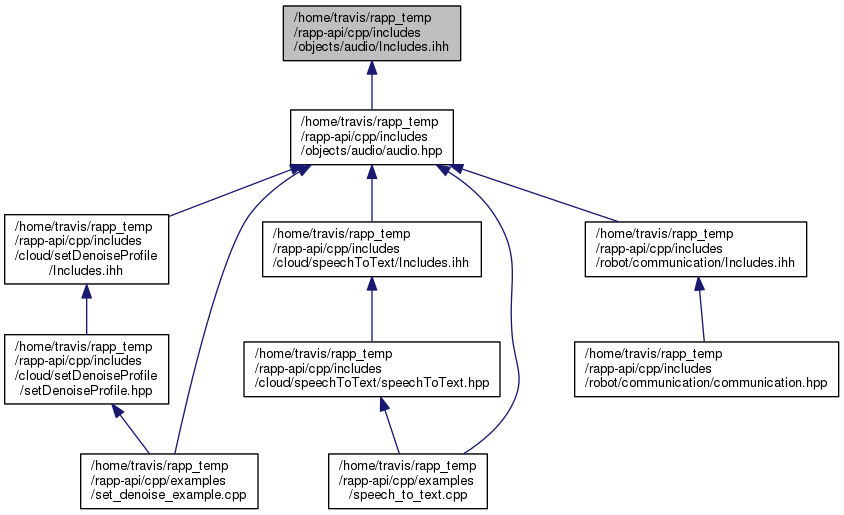 /home/travis/rapp_temp
/rapp-api/cpp/includes
/objects/audio/Includes.ihh
/home/travis/rapp_temp
/rapp-api/cpp/includes
/objects/audio/audio.hpp
/home/travis/rapp_temp
/rapp-api/cpp/includes
/cloud/setDenoiseProfile
/Includes.ihh
/home/travis/rapp_temp
/rapp-api/cpp/includes
/cloud/speechToText/Includes.ihh
/home/travis/rapp_temp
/rapp-api/cpp/includes
/robot/communication/Includes.ihh
/home/travis/rapp_temp
/rapp-api/cpp/includes
/cloud/setDenoiseProfile
/setDenoiseProfile.hpp
/home/travis/rapp_temp
/rapp-api/cpp/includes
/cloud/speechToText/speechToText.hpp
/home/travis/rapp_temp
/rapp-api/cpp/includes
/robot/communication/communication.hpp
/home/travis/rapp_temp
/rapp-api/cpp/examples
/set_denoise_example.cpp
/home/travis/rapp_temp
/rapp-api/cpp/examples
/speech_to_text.cpp